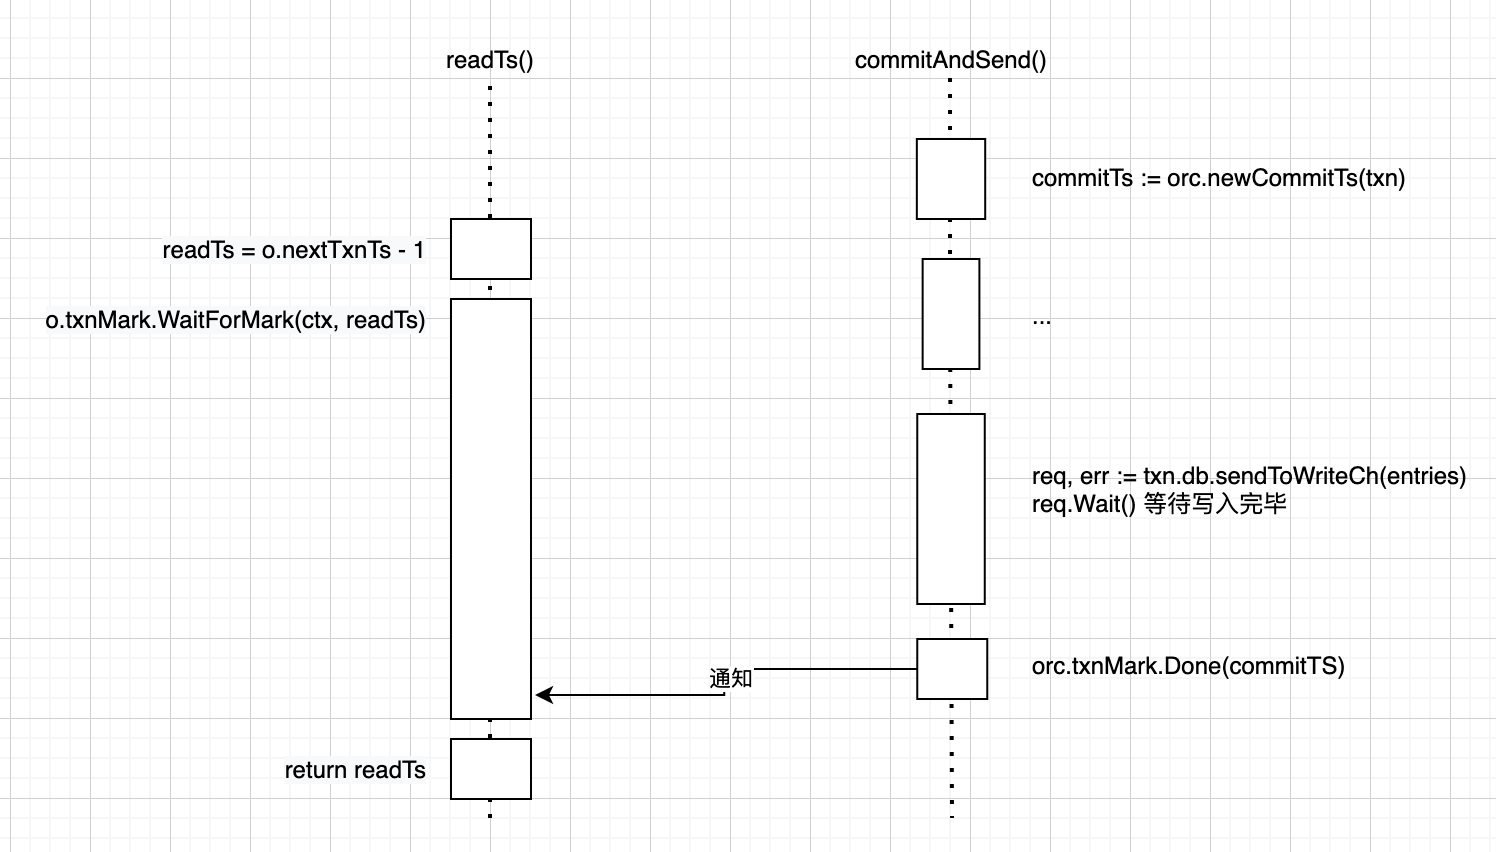 readTs()
commitAndSend()
commitTs := orc.newCommitTs(txn)
readTs = o.nextTxnTs - 1
o.txnMark.WaitForMark(ctx, readTs)
...
req, err := txn.db.sendToWriteCh(entries)
req.Wait() 等待写入完毕
orc.txnMark.Done(commitTS)
通知
return readTs